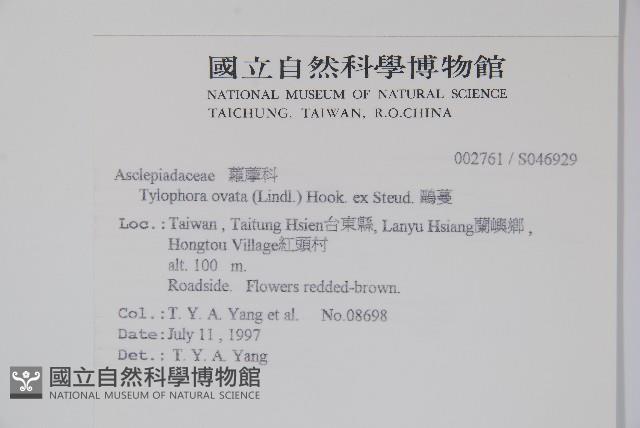 國立自然科學博物館
NATIONAL MUSEUM OF NATURAL SCIENCE
TAICHUNG, TAIWAN, R.O.CHINA
002761 / S046929
Asclepiadaceae 蘿藦科
Tylophora ovata (Lindl.) Hook. ex Steud. 鷗蔓
Loc.: Taiwan , Taitung Hsien台東縣, Lanyu Hsiang蘭嶼鄉 ,
Hongtou Village紅頭村
alt. 100 m.
Roadside. Flowers redded-brown.
Col.: T. Y. A. Yang et al. No.08698
Date: July 11 , 1997
Det.: T. Y. A. Yang
國立自然科學博物館
NATIONAL MUSEUM OF NATURAL SCIENCE